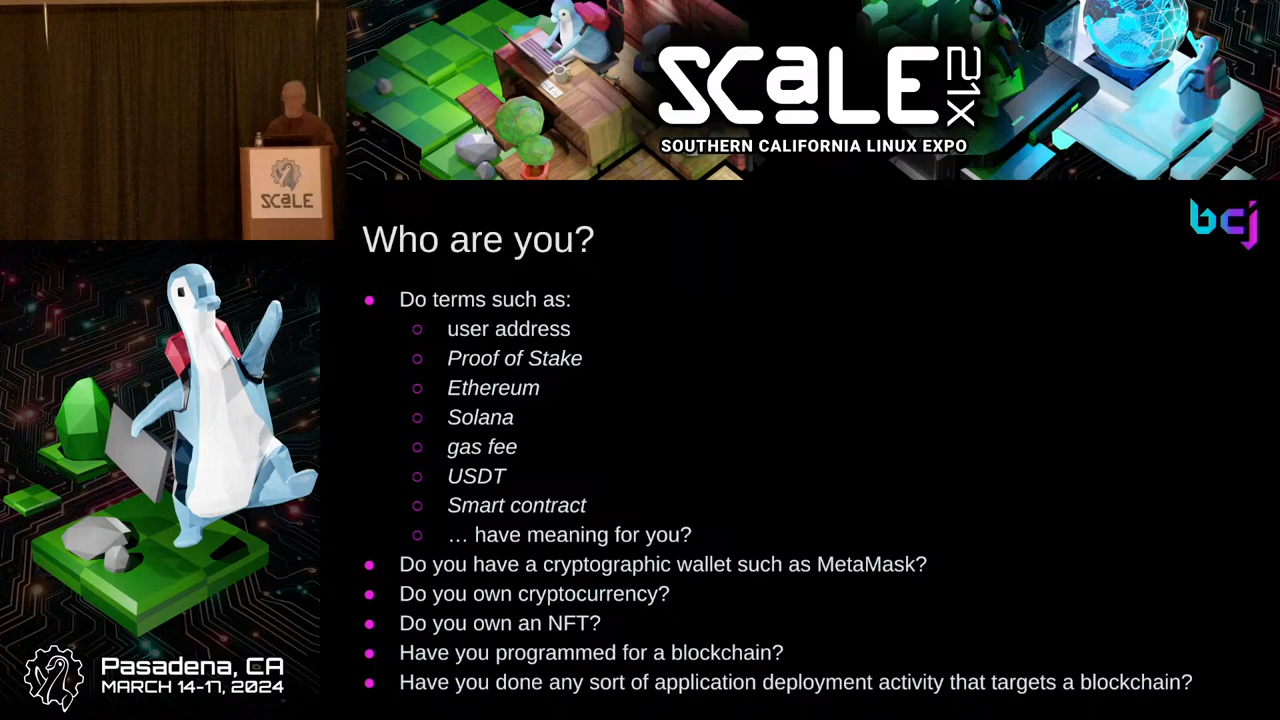 SCaLE 21X
SOUTHERN CALIFORNIA LINUX EXPO
SCaLE
bcj
Who are you?
Do terms such as:
user address
Proof of Stake
Ethereum
Solana
gas fee
USDT
Smart contract
… have meaning for you?
Do you have a cryptographic wallet such as MetaMask?
Do you own cryptocurrency?
Do you own an NFT?
Have you programmed for a blockchain?
Have you done any sort of application deployment activity that targets a blockchain?
Pasadena, CA
MARCH 14-17, 2024